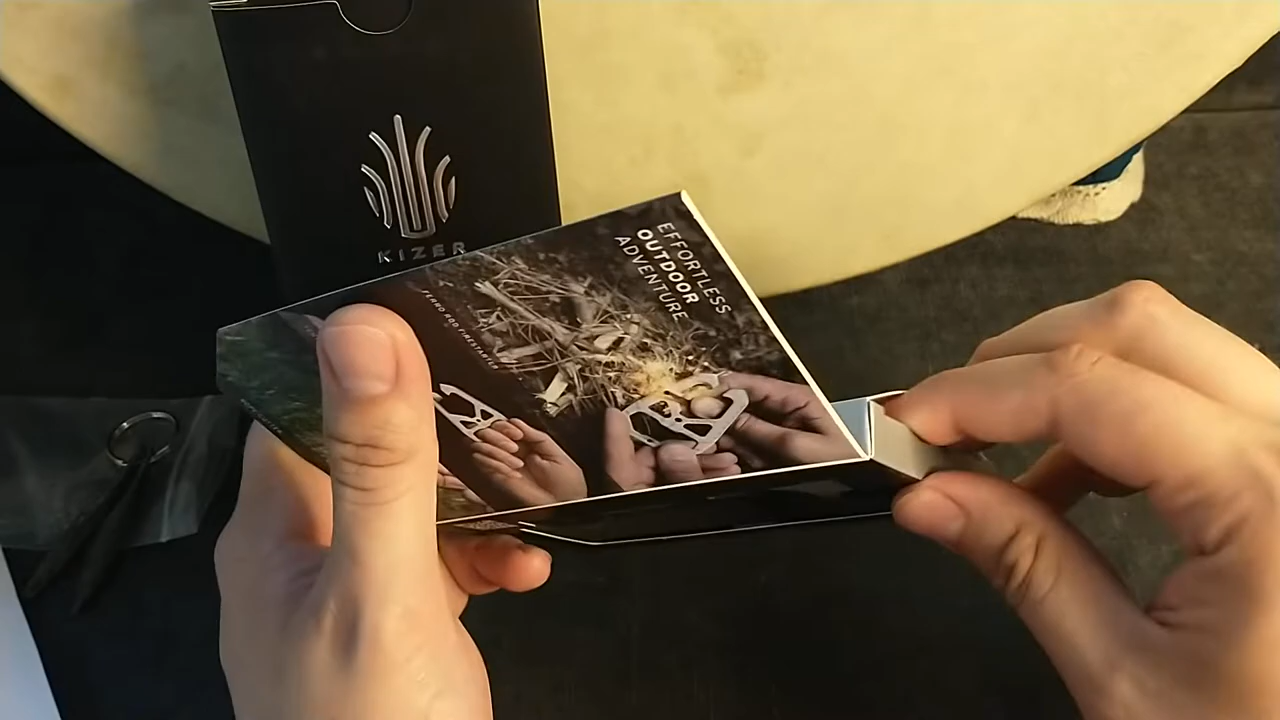 KIZER
EFFORTLESS
OUTDOOR
ADVENTURE
FERRO ROD FIRESTARTER